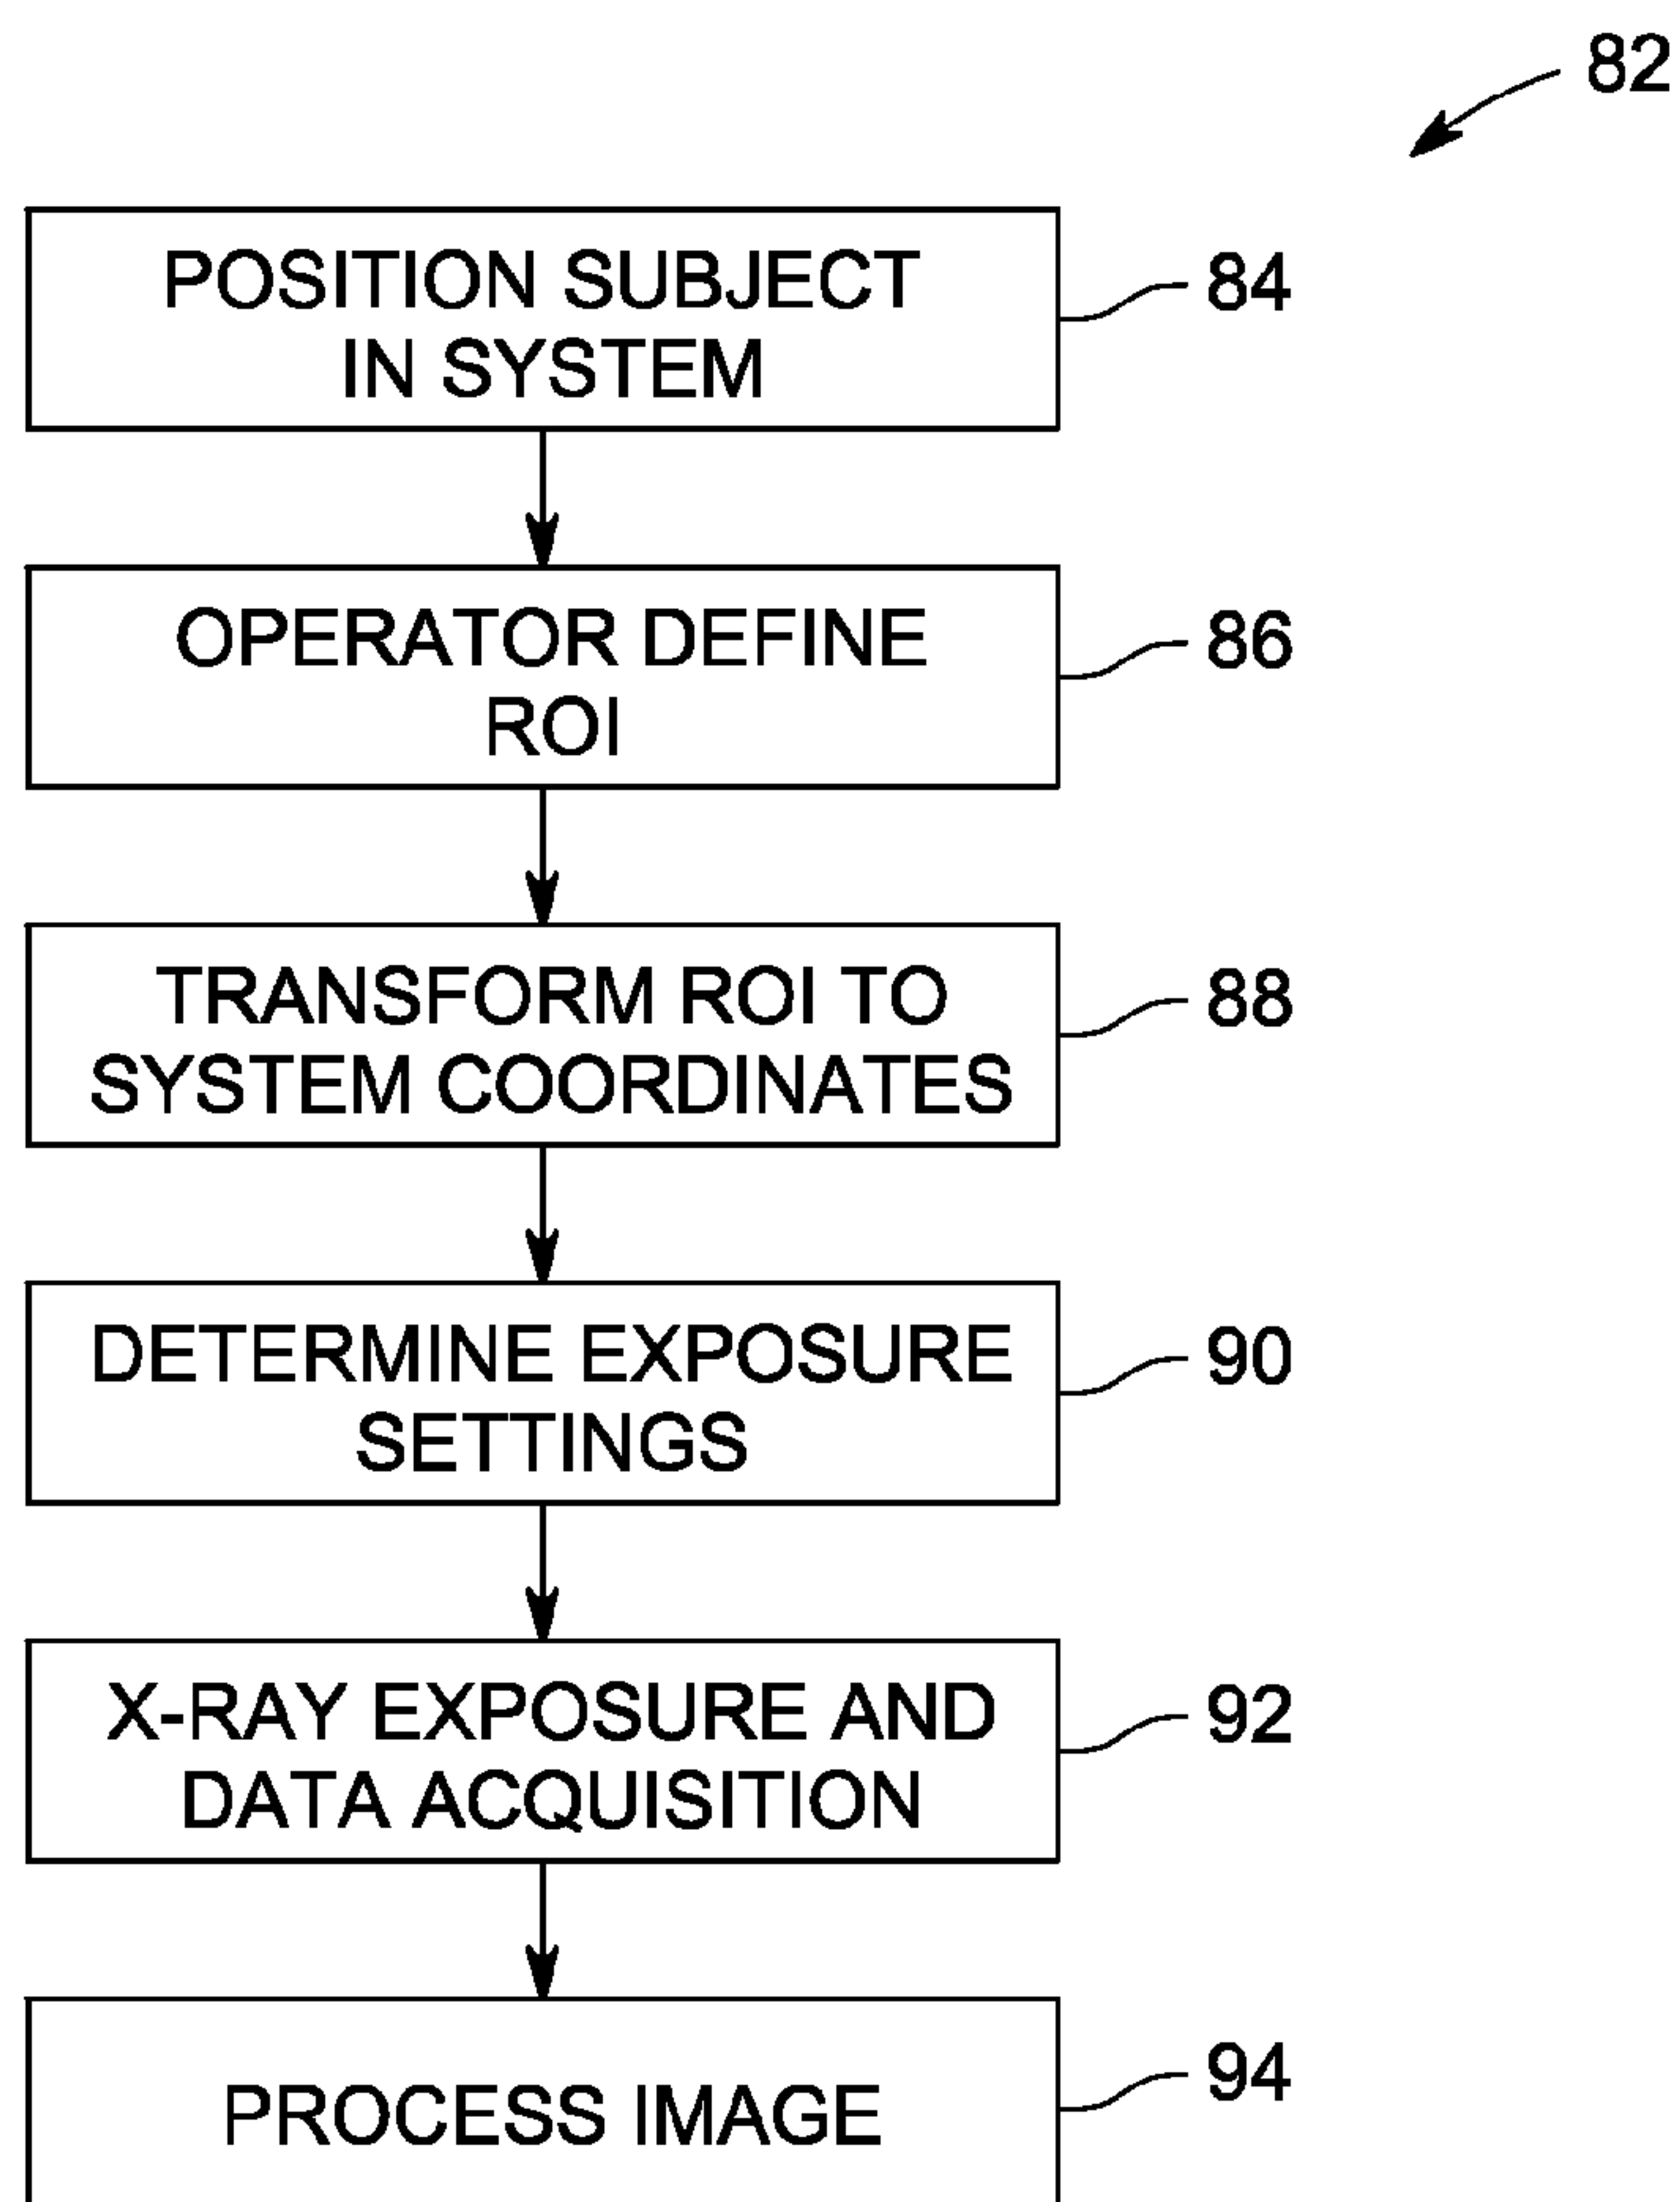 82
POSITION SUBJECT
IN SYSTEM
84
OPERATOR DEFINE
ROI
86
TRANSFORM ROI TO
SYSTEM COORDINATES
88
DETERMINE EXPOSURE
SETTINGS
90
X-RAY EXPOSURE AND
DATA ACQUISITION
92
PROCESS IMAGE
94